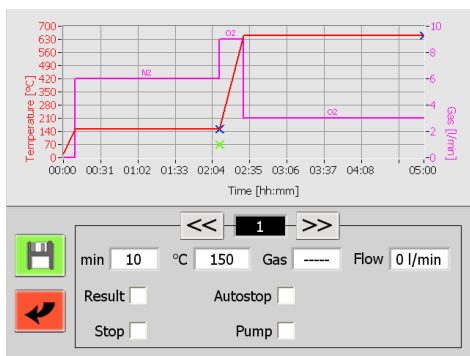 700
630
560
490
420
350
280
210
140
70
0
Temperature [ºC]
10
8
6
4
2
0
Gas [l/min]
N2
O2
O2
00:00 00:31 01:02 01:33 02:04 02:35 03:06 03:37 04:08 05:00
Time [hh:mm]
<< 1 >>
min 10 ºC 150 Gas ----- Flow 0 l/min
Result Autostop
Stop Pump